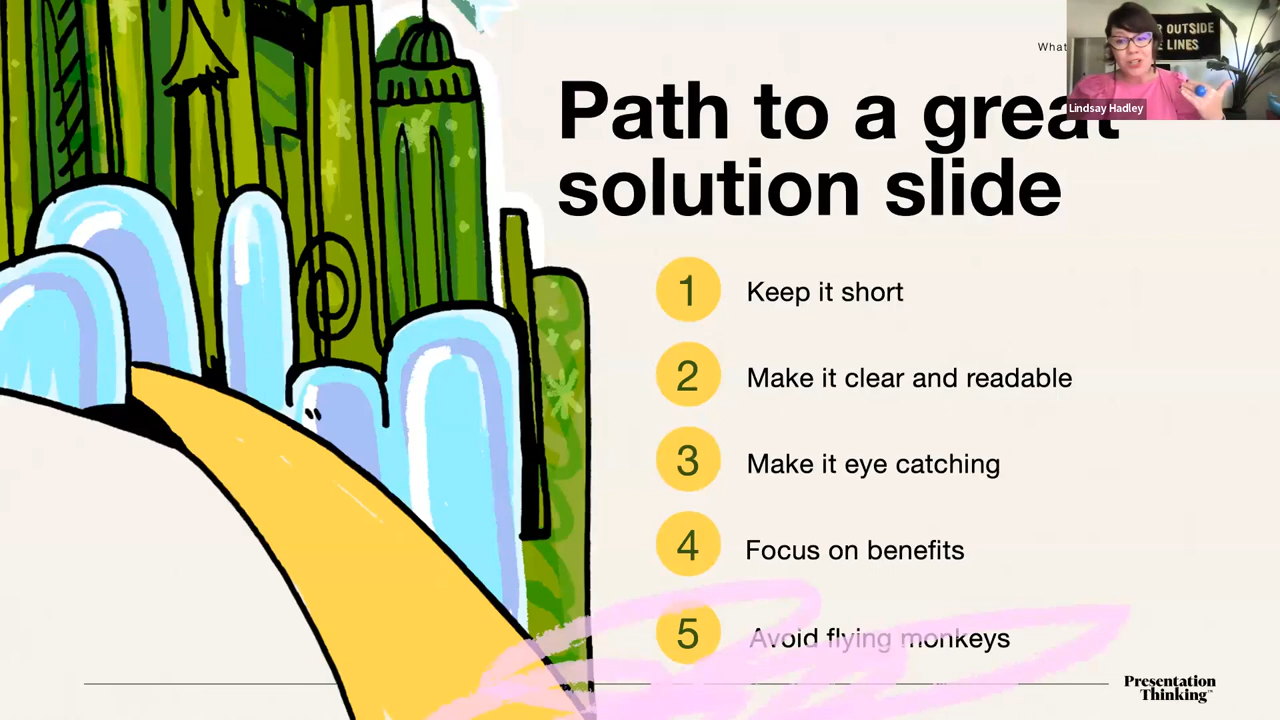 What
OUTSIDE
LINES
Lindsay Hadley
Path to a great
solution slide
1 Keep it short
2 Make it clear and readable
3 Make it eye catching
4 Focus on benefits
5 Avoid flying monkeys
Presentation
Thinking